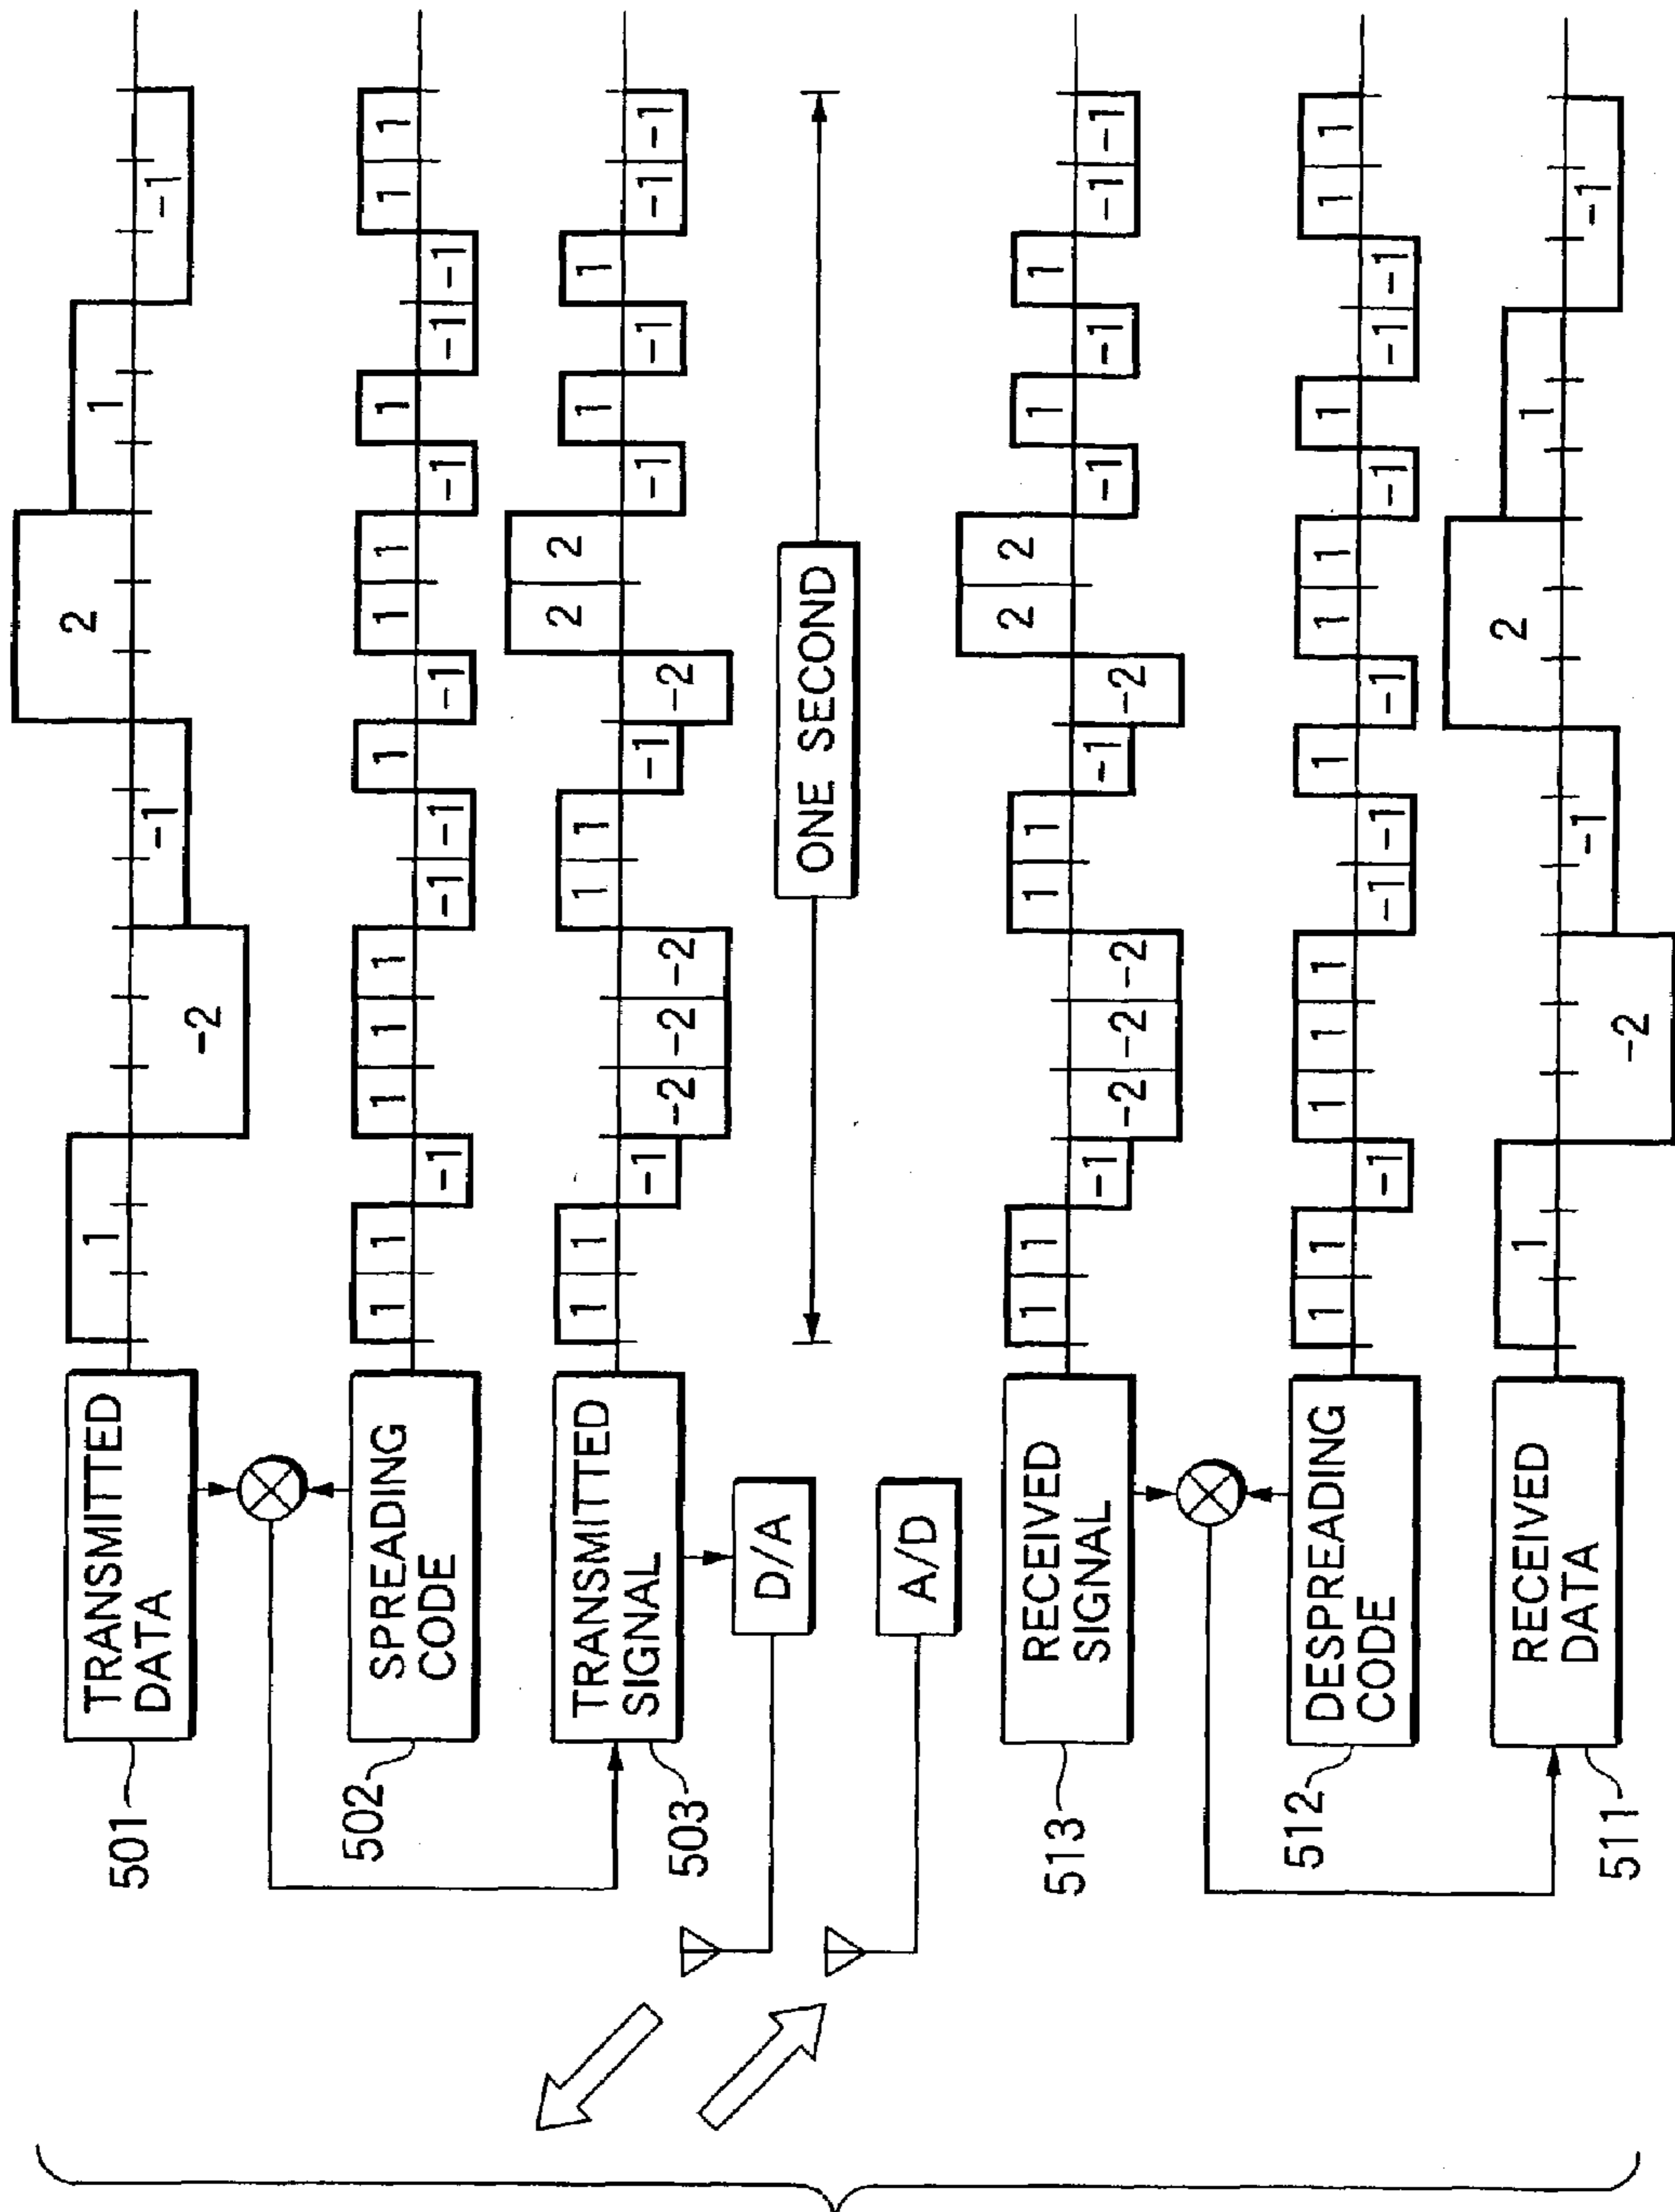 501
TRANSMITTED
DATA
1 -2 -1 2 1 -1
502
SPREADING
CODE
1 1 -1 1 1 1 -1 -1 1 -1 1 1 -1 1 -1 -1 1 1
503
TRANSMITTED
SIGNAL
1 1 -1 -2 -2 -2 1 1 -1 -2 2 2 -1 1 -1 1 -1 -1
D/A
ONE SECOND
A/D
513
RECEIVED
SIGNAL
1 1 -1 -2 -2 -2 1 1 -1 -2 2 2 -1 1 -1 1 -1 -1
512
DESPREADING
CODE
1 1 -1 1 1 1 -1 -1 1 -1 1 1 -1 1 -1 -1 1 1
511
RECEIVED
DATA
1 -2 -1 2 1 -1